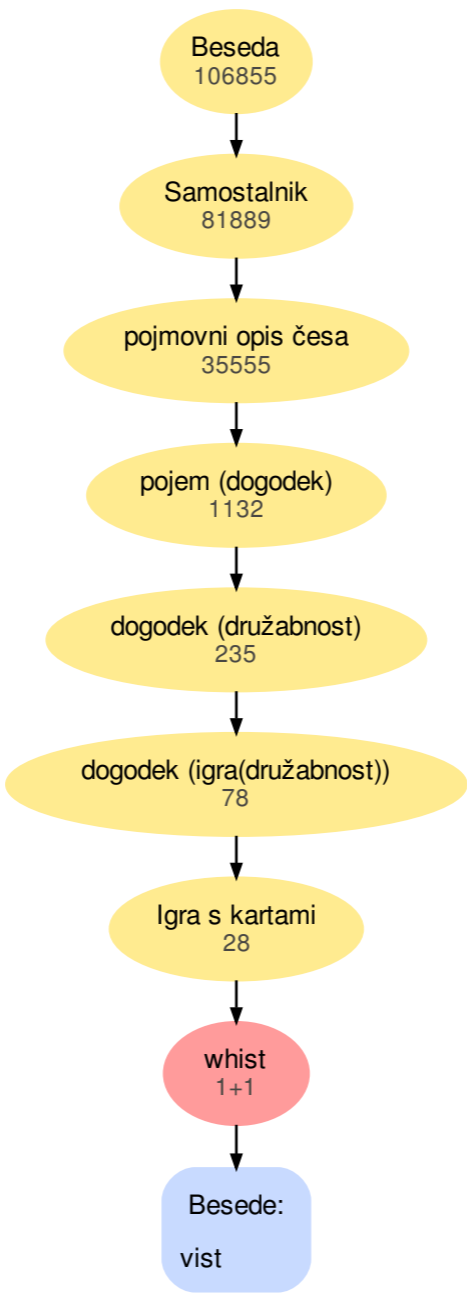 Beseda
106855
Samostalnik
81889
pojmovni opis česa
35555
pojem (dogodek)
1132
dogodek (družabnost)
235
dogodek (igra(družabnost))
78
Igra s kartami
28
whist
1+1
Besede:
vist